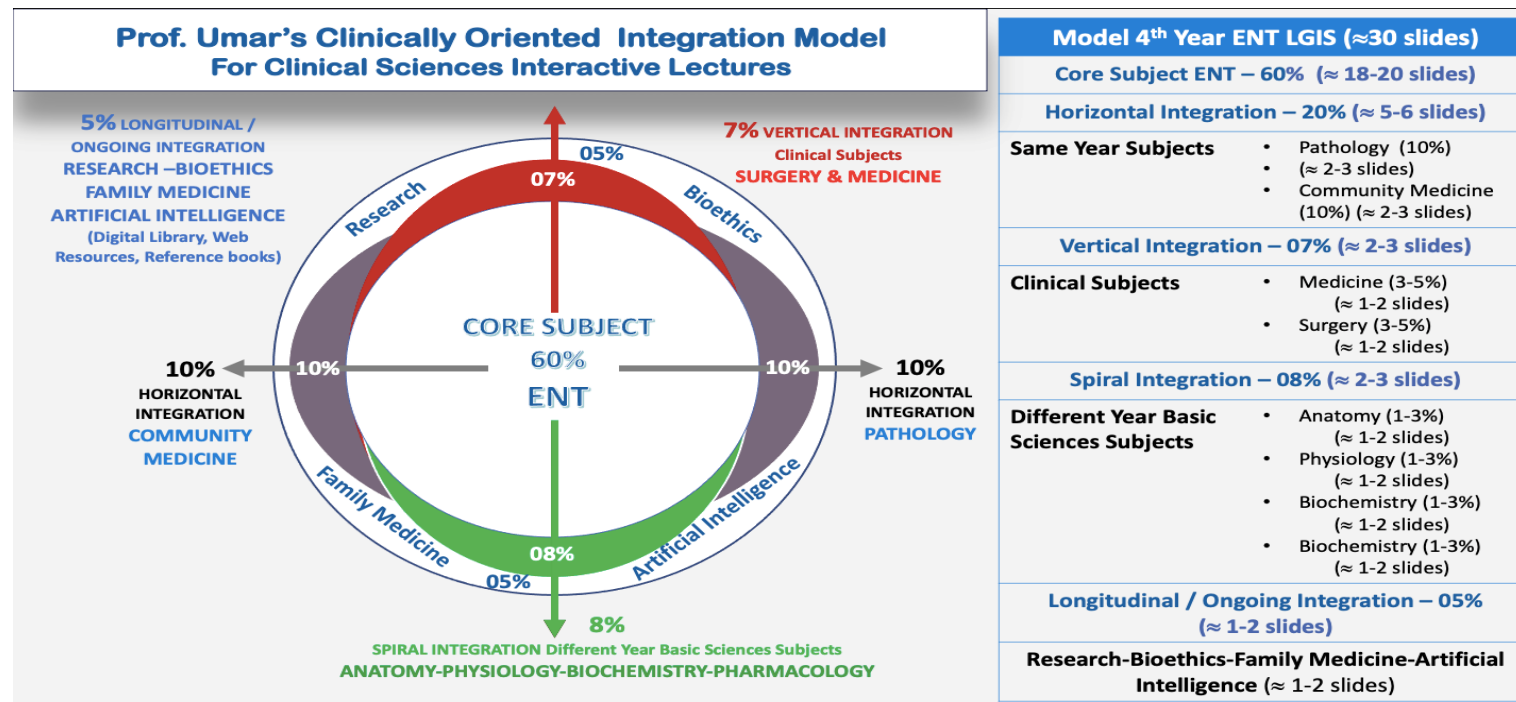 Prof. Umar's Clinically Oriented Integration Model
For Clinical Sciences Interactive Lectures
5% LONGITUDINAL /
ONGOING INTEGRATION
RESEARCH –BIOETHICS
FAMILY MEDICINE
ARTIFICIAL INTELLIGENCE
(Digital Library, Web
Resources, Reference books)
7% VERTICAL INTEGRATION
Clinical Subjects
SURGERY & MEDICINE
05%
07%
Research
Bioethics
CORE SUBJECT
60%
ENT
10%
HORIZONTAL
INTEGRATION
COMMUNITY
MEDICINE
10%
10%
10%
HORIZONTAL
INTEGRATION
PATHOLOGY
Family Medicine
Artificial Intelligence
08%
05%
8%
SPIRAL INTEGRATION Different Year Basic Sciences Subjects
ANATOMY-PHYSIOLOGY-BIOCHEMISTRY-PHARMACOLOGY
Model 4th Year ENT LGIS (≈30 slides)
Core Subject ENT – 60% (≈ 18-20 slides)
Horizontal Integration – 20% (≈ 5-6 slides)
Same Year Subjects
• Pathology (10%)
• (≈ 2-3 slides)
• Community Medicine
(10%) (≈ 2-3 slides)
Vertical Integration – 07% (≈ 2-3 slides)
Clinical Subjects
• Medicine (3-5%)
(≈ 1-2 slides)
• Surgery (3-5%)
(≈ 1-2 slides)
Spiral Integration – 08% (≈ 2-3 slides)
Different Year Basic
Sciences Subjects
• Anatomy (1-3%)
(≈ 1-2 slides)
• Physiology (1-3%)
(≈ 1-2 slides)
• Biochemistry (1-3%)
(≈ 1-2 slides)
• Biochemistry (1-3%)
(≈ 1-2 slides)
Longitudinal / Ongoing Integration – 05%
(≈ 1-2 slides)
Research-Bioethics-Family Medicine-Artificial
Intelligence (≈ 1-2 slides)